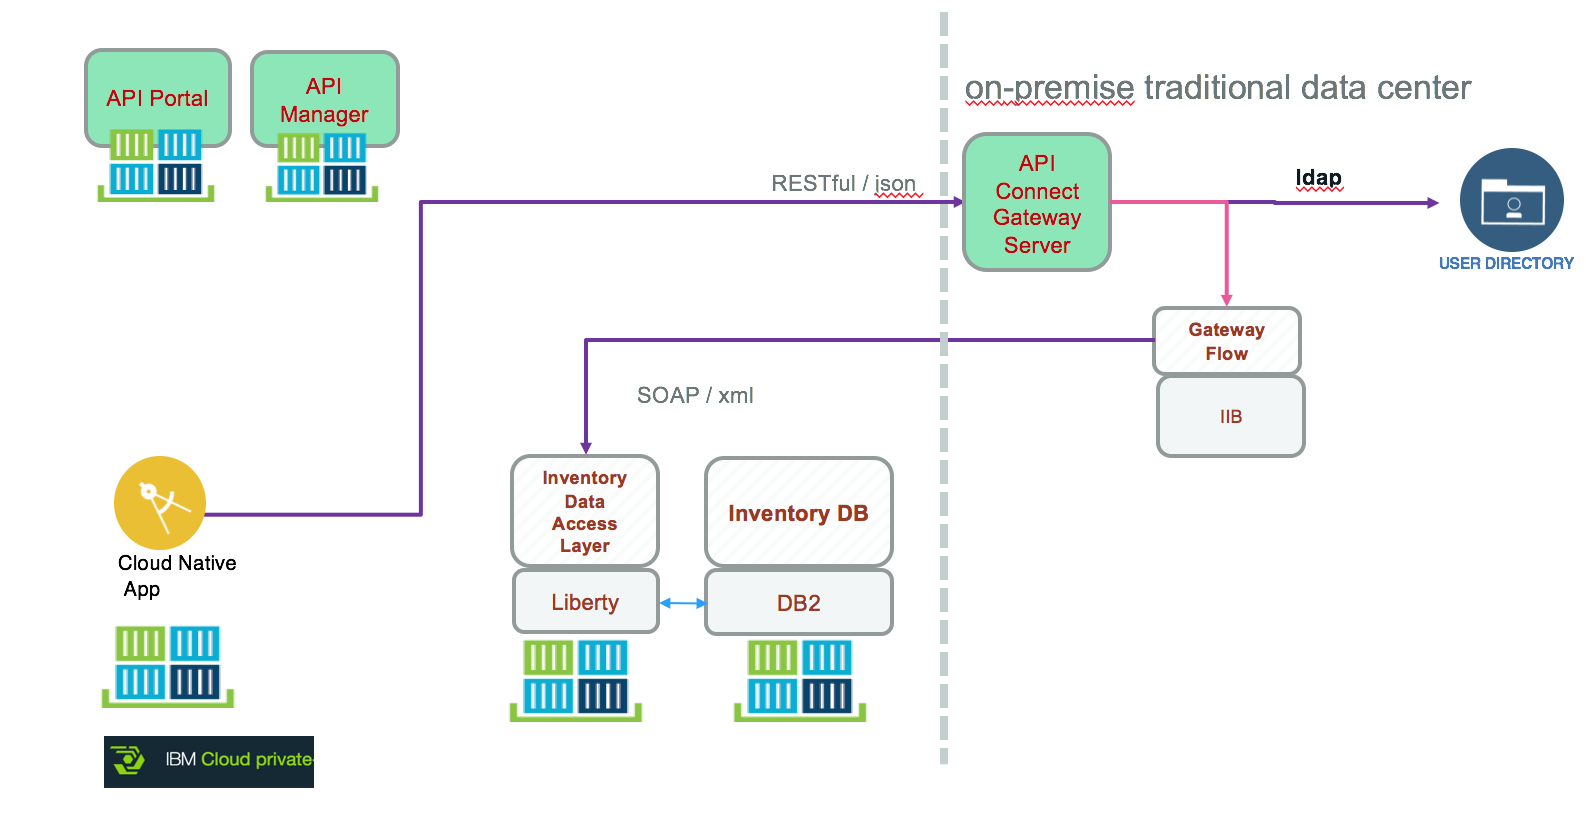 API Portal
API
Manager
on-premise traditional data center
RESTful / json
API
Connect
Gateway
Server
ldap
USER DIRECTORY
Gateway
Flow
IIB
SOAP / xml
Inventory
Data
Access
Layer
Liberty
Inventory DB
DB2
Cloud Native
App
IBM Cloud private